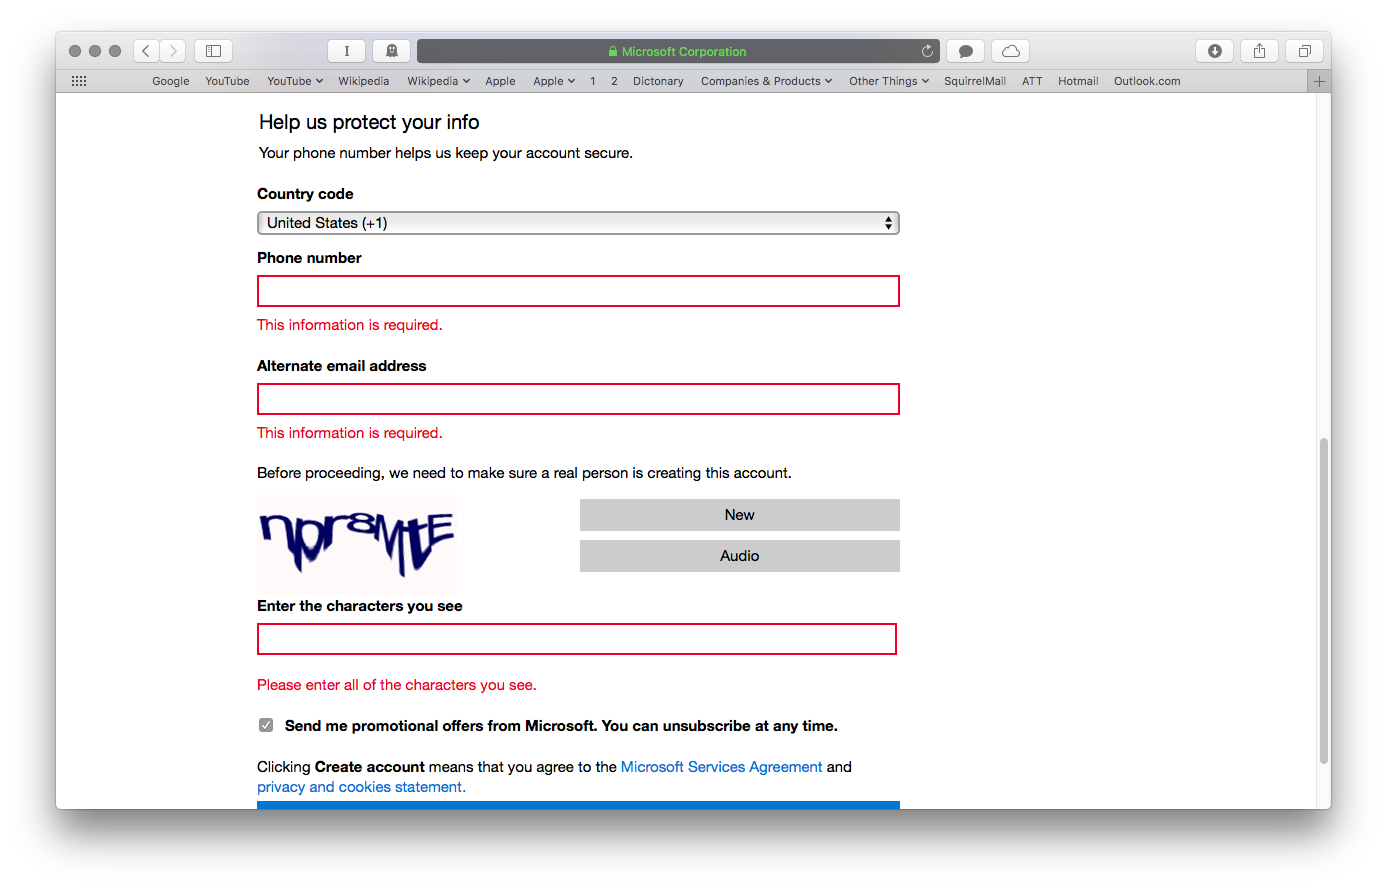 Microsoft Corporation
Google YouTube YouTube Wikipedia Wikipedia Apple Apple 1 2 Dictonary Companies & Products Other Things SquirrelMail ATT Hotmail Outlook.com
Help us protect your info
Your phone number helps us keep your account secure.
Country code
United States (+1)
Phone number
This information is required.
Alternate email address
This information is required.
Before proceeding, we need to make sure a real person is creating this account.
New
Audio
Enter the characters you see
Please enter all of the characters you see.
Send me promotional offers from Microsoft. You can unsubscribe at any time.
Clicking Create account means that you agree to the Microsoft Services Agreement and
privacy and cookies statement.